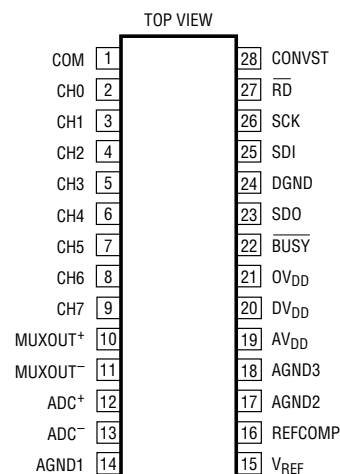 TOP VIEW
COM 1 28 CONVST
CH0 2 27 R̅D̅
CH1 3 26 SCK
CH2 4 25 SDI
CH3 5 24 DGND
CH4 6 23 SDO
CH5 7 22 B̅U̅S̅Y̅
CH6 8 21 OVDD
CH7 9 20 DVDD
MUXOUT⁺ 10 19 AVDD
MUXOUT⁻ 11 18 AGND3
ADC⁺ 12 17 AGND2
ADC⁻ 13 16 REFCOMP
AGND1 14 15 VREF